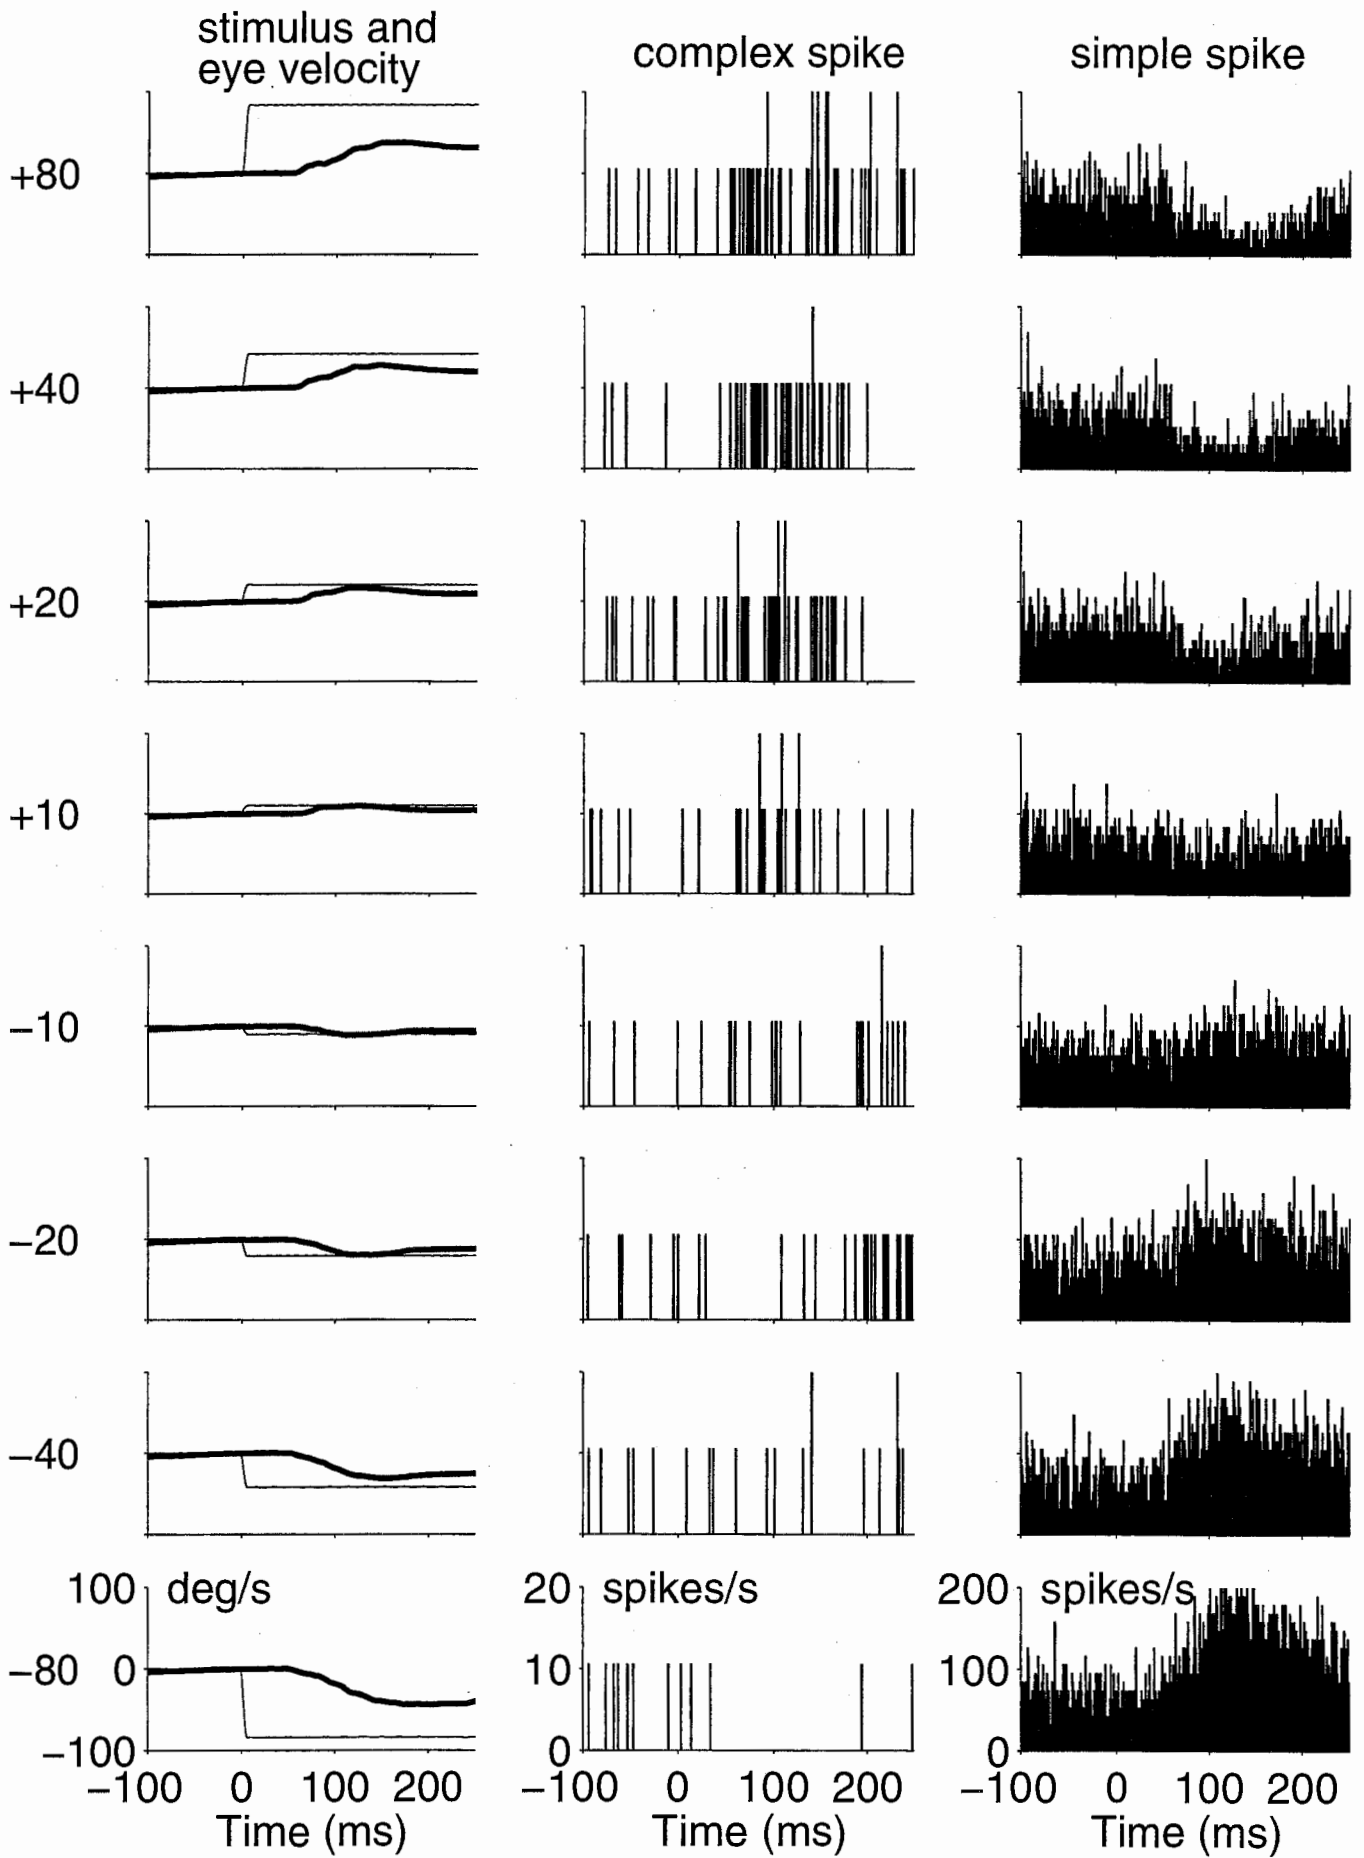 stimulus and
eye velocity
complex spike
simple spike
+80
+40
+20
+10
−10
−20
−40
100 deg/s 20 spikes/s 200 spikes/s
−80 0 10 100
−100 0 0
−100 0 100 200 −100 0 100 200 −100 0 100 200
Time (ms) Time (ms) Time (ms)